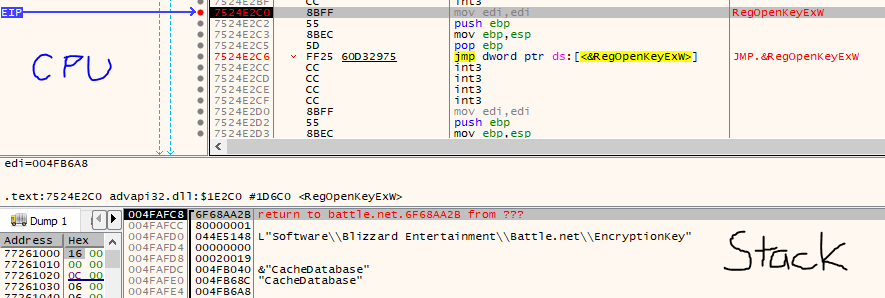 7524E2BF CC int3
EIP 7524E2C0 8BFF mov edi,edi RegOpenKeyExW
7524E2C2 55 push ebp
7524E2C3 8BEC mov ebp,esp
7524E2C5 5D pop ebp
7524E2C6 FF25 60D32975 jmp dword ptr ds:[<&RegOpenKeyExW>] JMP.&RegOpenKeyExW
7524E2CC CC int3
7524E2CD CC int3
7524E2CE CC int3
7524E2CF CC int3
7524E2D0 8BFF mov edi,edi
7524E2D2 55 push ebp
7524E2D3 8BEC mov ebp,esp
CPU
edi=004FB6A8
.text:7524E2C0 advapi32.dll:$1E2C0 #1D6C0 <RegOpenKeyExW>
Dump 1
Address Hex
77261000 16 00
77261010 00 00
77261020 0C 00
77261030 06 00
004FAFC8 6F68AA2B return to battle.net.6F68AA2B from ???
004FAFCC 80000001
004FAFD0 044E5148 L"Software\\Blizzard Entertainment\\Battle.net\\EncryptionKey"
004FAFD4 00000000
004FAFD8 00020019
004FAFDC 004FB040 &"CacheDatabase"
004FAFE0 004FB68C "CacheDatabase"
004FAFE4 004FB6A8
Stack